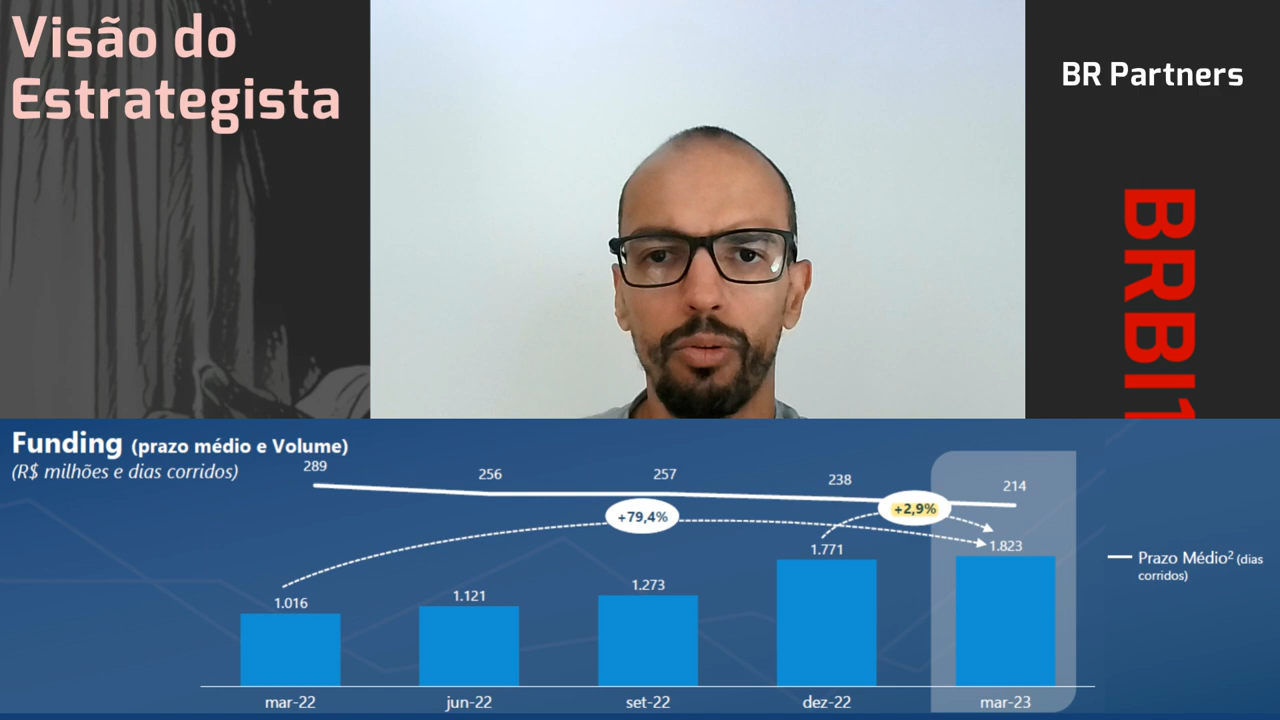 Visão do
Estrategista
BR Partners
BRBI1
Funding (prazo médio e Volume)
(R$ milhões e dias corridos)
289
256
257
238
214
+79,4%
+2,9%
1.016
1.121
1.273
1.771
1.823
Prazo Médio² (dias
corridos)
mar-22
jun-22
set-22
dez-22
mar-23